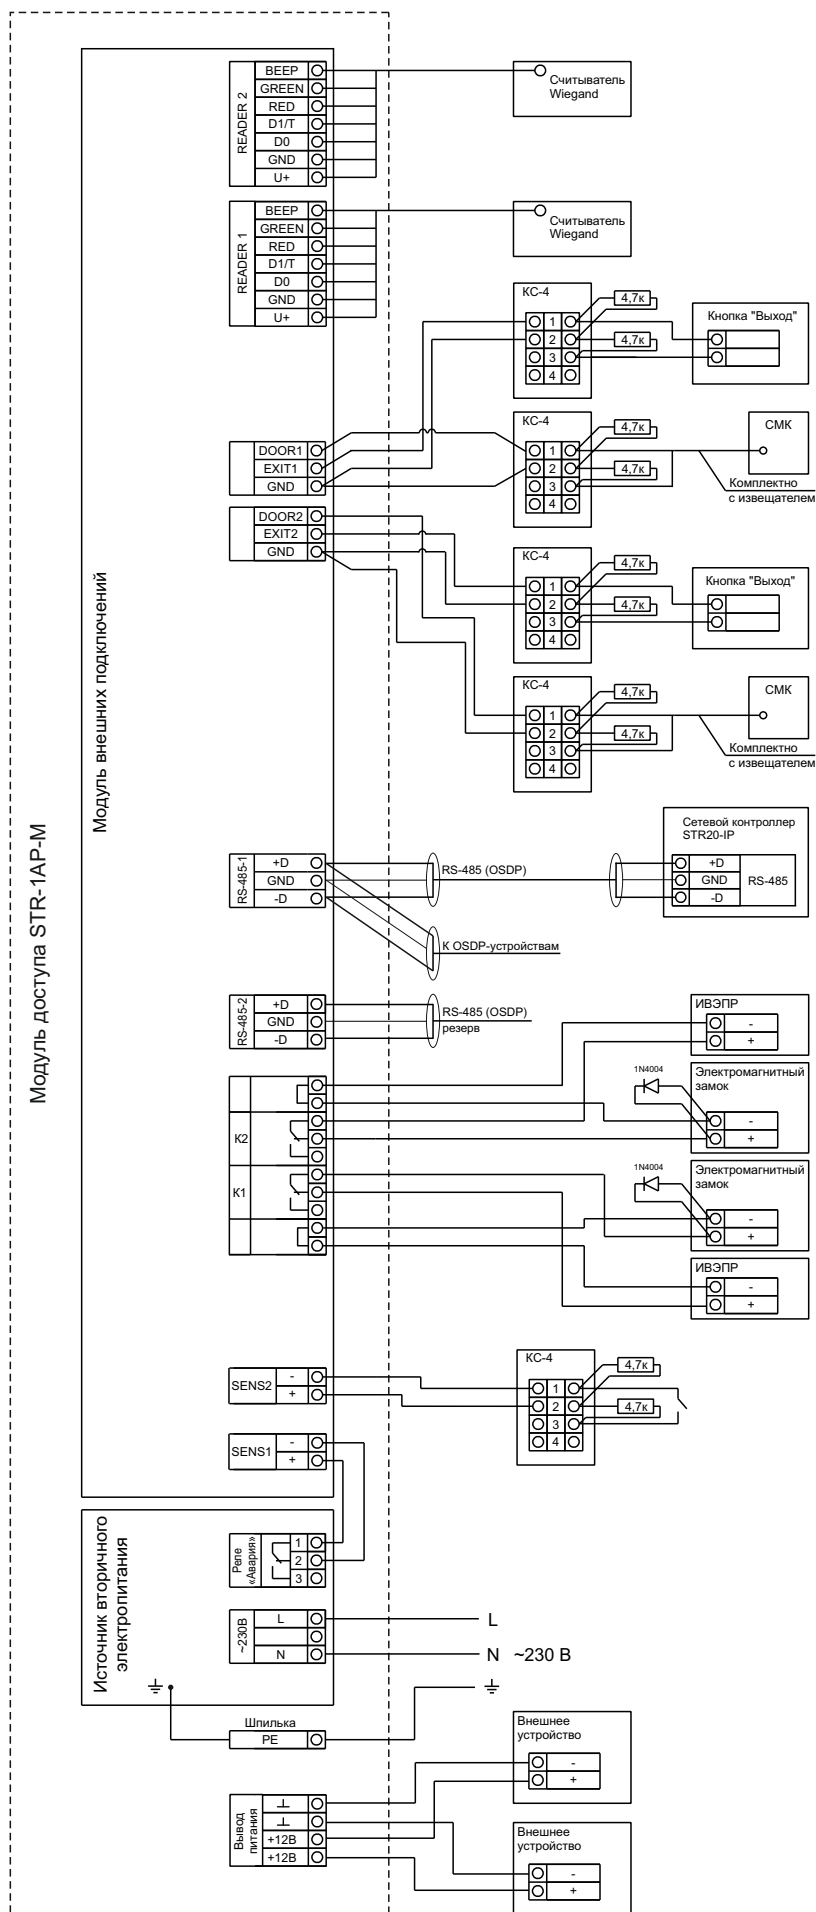 Модуль доступа STR-1AP-M
Модуль внешних подключений
READER 2
BEEP
GREEN
RED
D1/T
D0
GND
U+
Считыватель
Wiegand
READER 1
BEEP
GREEN
RED
D1/T
D0
GND
U+
Считыватель
Wiegand
КС-4
1
2
3
4
4,7к
4,7к
Кнопка "Выход"
DOOR1
EXIT1
GND
КС-4
1
2
3
4
4,7к
4,7к
СМК
Комплектно
с извещателем
DOOR2
EXIT2
GND
КС-4
1
2
3
4
4,7к
4,7к
Кнопка "Выход"
КС-4
1
2
3
4
4,7к
4,7к
СМК
Комплектно
с извещателем
RS-485-1
+D
GND
-D
RS-485 (OSDP)
К OSDP-устройствам
Сетевой контроллер
STR20-IP
+D
GND
-D
RS-485
RS-485-2
+D
GND
-D
RS-485 (OSDP)
резерв
ИВЭПР
-
+
К2
К1
1N4004
Электромагнитный
замок
-
+
1N4004
Электромагнитный
замок
-
+
ИВЭПР
-
+
SENS2
-
+
КС-4
1
2
3
4
4,7к
4,7к
SENS1
-
+
Источник вторичного
электропитания
Реле
«Авария»
1
2
3
~230В
L
N
L
N ~230 В
Шпилька
PE
Внешнее
устройство
-
+
Вывод
питания
⊥
⊥
+12В
+12В
Внешнее
устройство
-
+